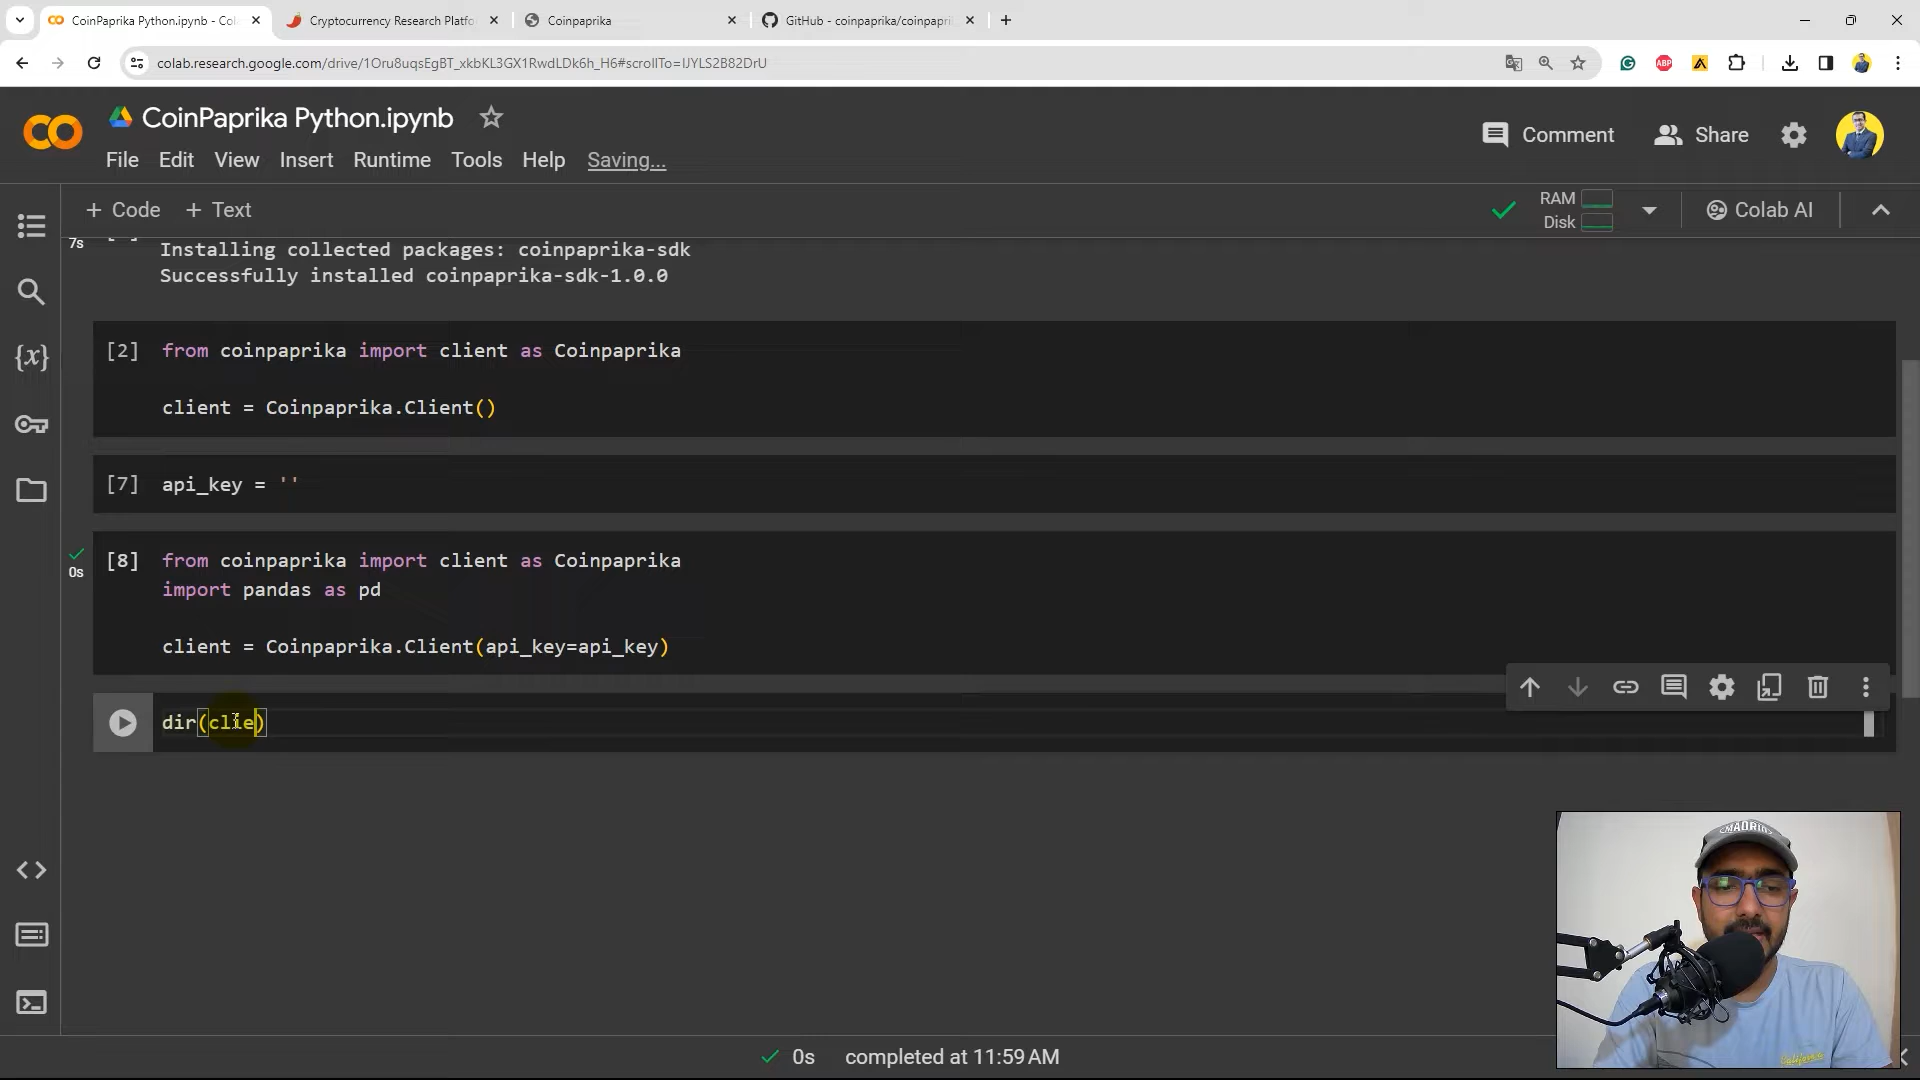 CoinPaprika Python.ipynb - Col
Cryptocurrency Research Platfo
Coinpaprika
GitHub - coinpaprika/coinpapri
colab.research.google.com/drive/1Oru8uqsEgBT_xkbKL3GX1RwdLDk6h_H6#scrollTo=IJYLS2B82DrU
ABP
CoinPaprika Python.ipynb
Comment
Share
File Edit View Insert Runtime Tools Help Saving...
+ Code + Text
RAM
Disk
Colab AI
7s
Installing collected packages: coinpaprika-sdk
Successfully installed coinpaprika-sdk-1.0.0
[2] from coinpaprika import client as Coinpaprika
client = Coinpaprika.Client()
[7] api_key = ''
[8] from coinpaprika import client as Coinpaprika
0s
import pandas as pd
client = Coinpaprika.Client(api_key=api_key)
dir(clie)
MADRID
California
0s completed at 11:59 AM